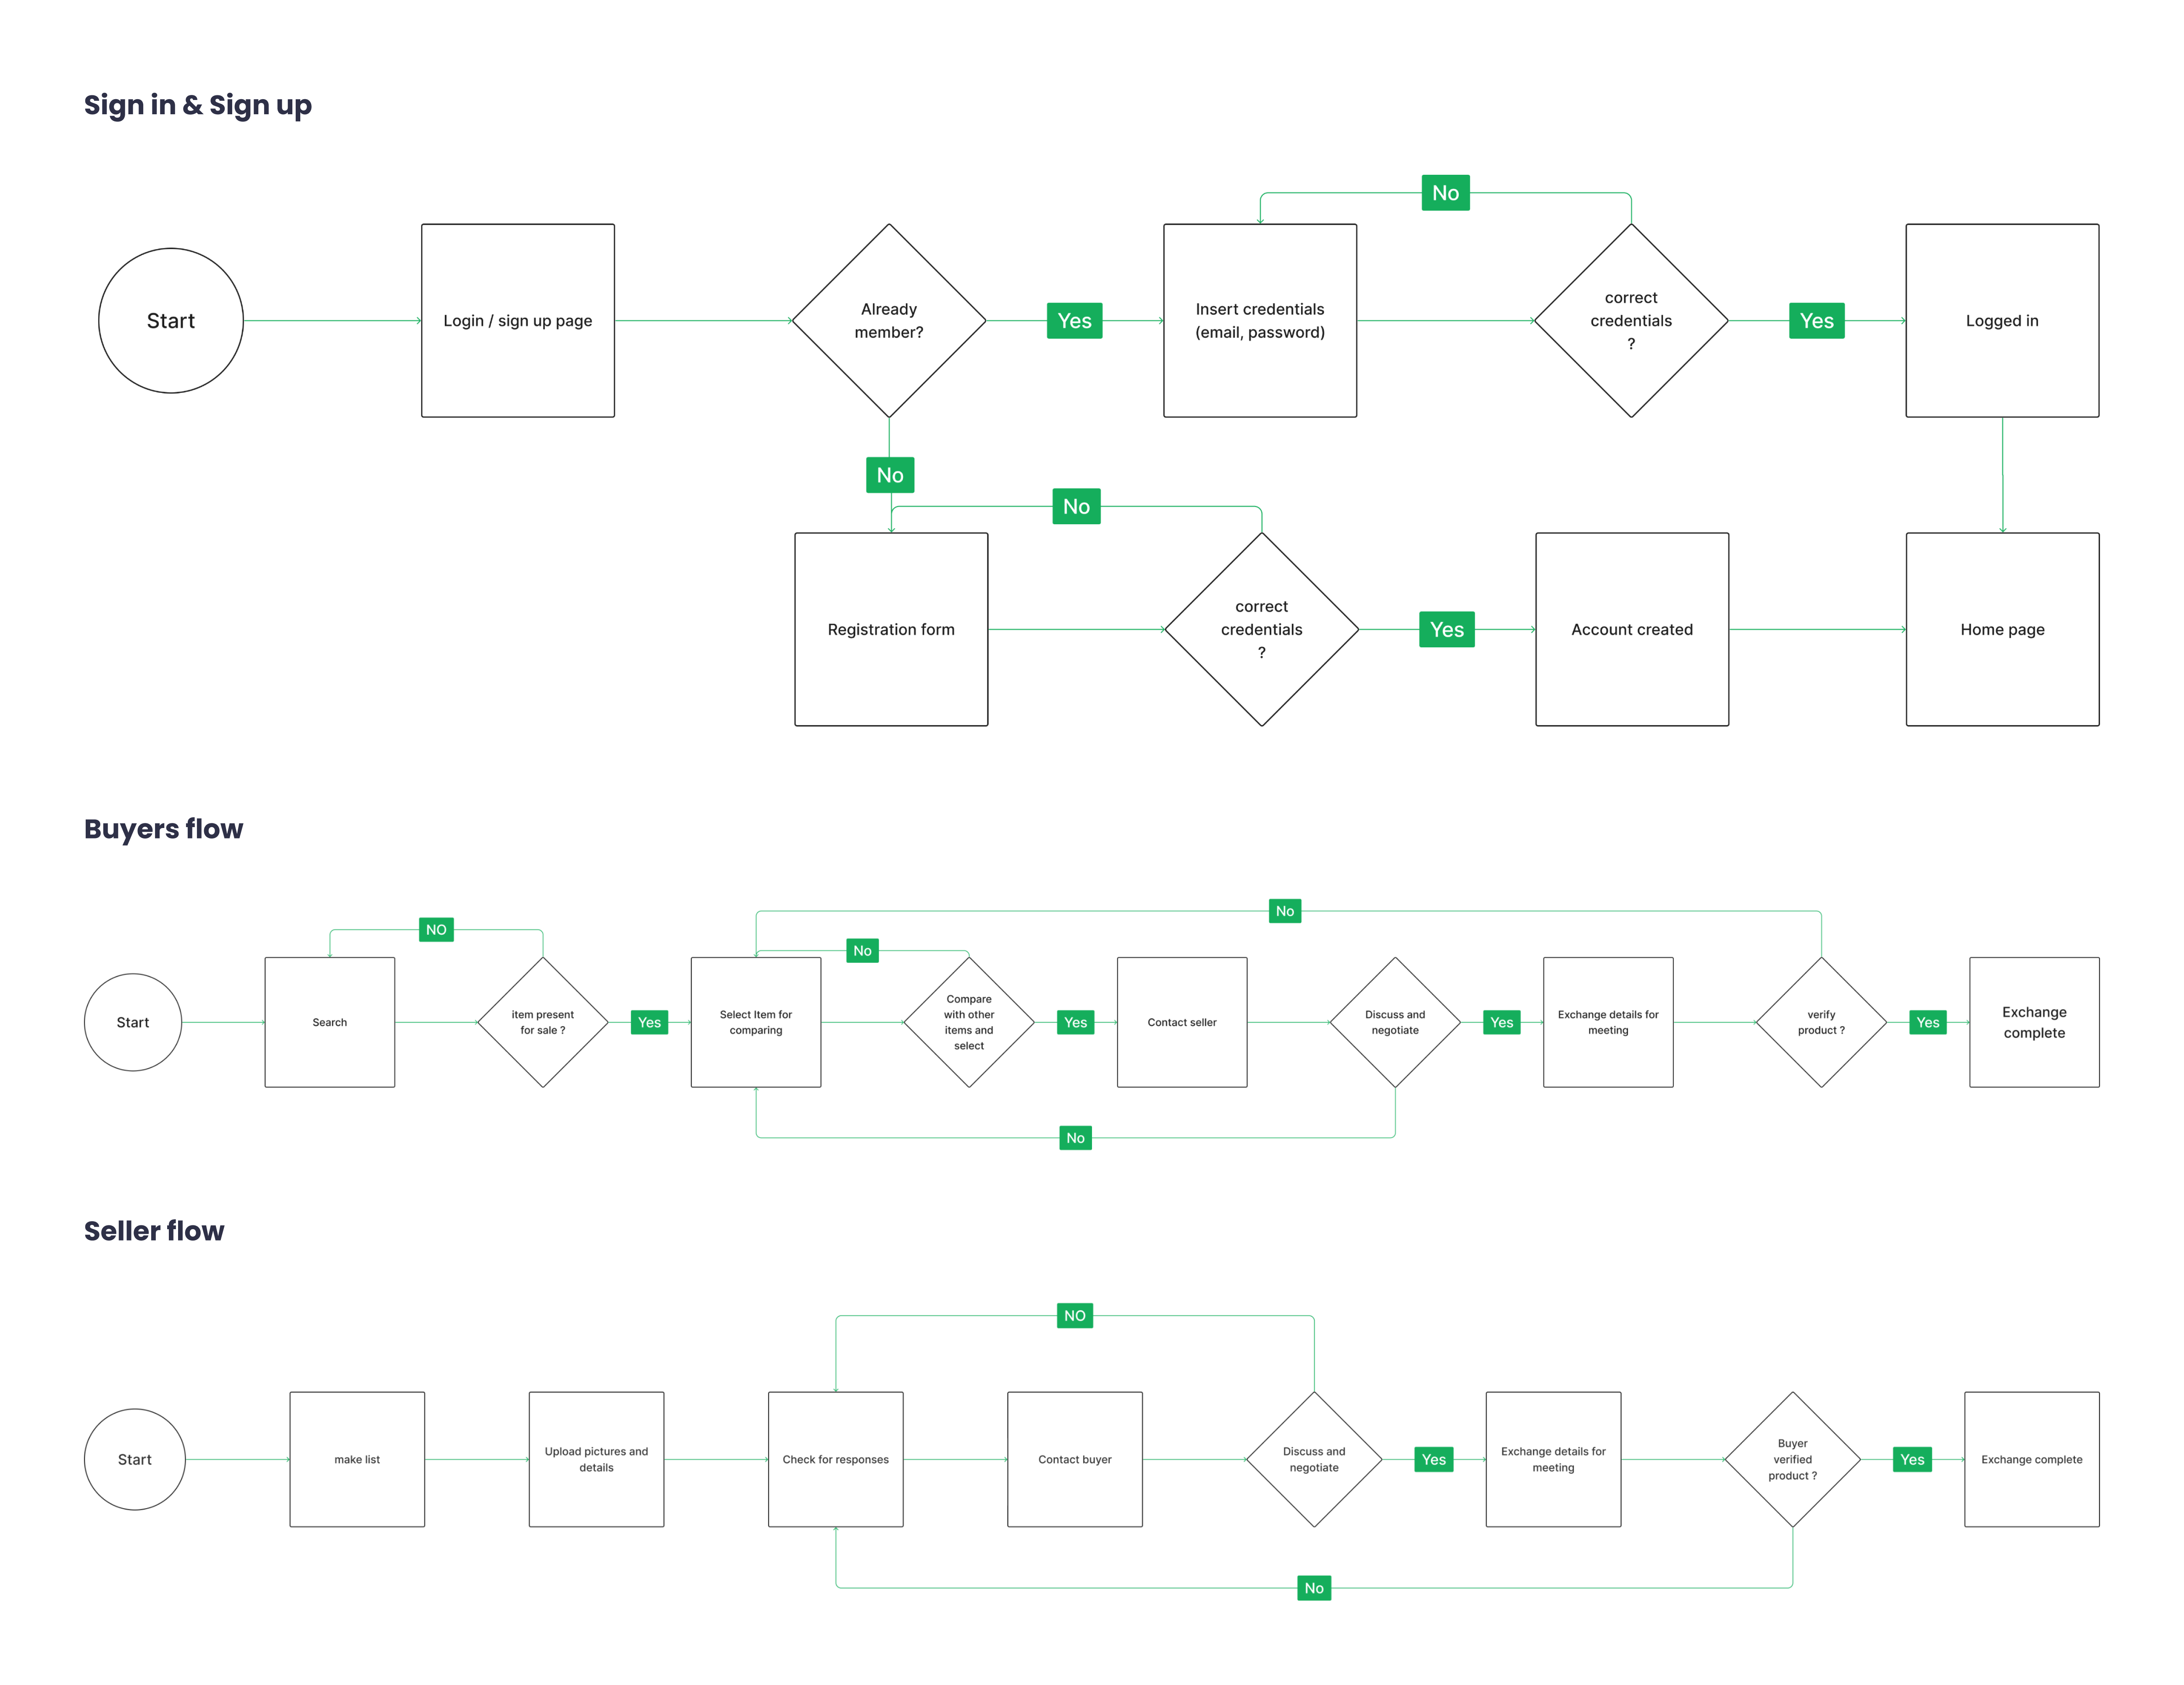 Sign in & Sign up
No
Start
Login / sign up page
Already
member?
Yes
Insert credentials
(email, password)
correct
credentials
?
Yes
Logged in
No
No
Registration form
correct
credentials
?
Yes
Account created
Home page
Buyers flow
No
NO
No
Start
Search
item present
for sale ?
Yes
Select Item for
comparing
Compare
with other
items and
select
Yes
Contact seller
Discuss and
negotiate
Yes
Exchange details for
meeting
verify
product ?
Yes
Exchange
complete
No
Seller flow
NO
Start
make list
Upload pictures and
details
Check for responses
Contact buyer
Discuss and
negotiate
Yes
Exchange details for
meeting
Buyer
verified
product ?
Yes
Exchange complete
No